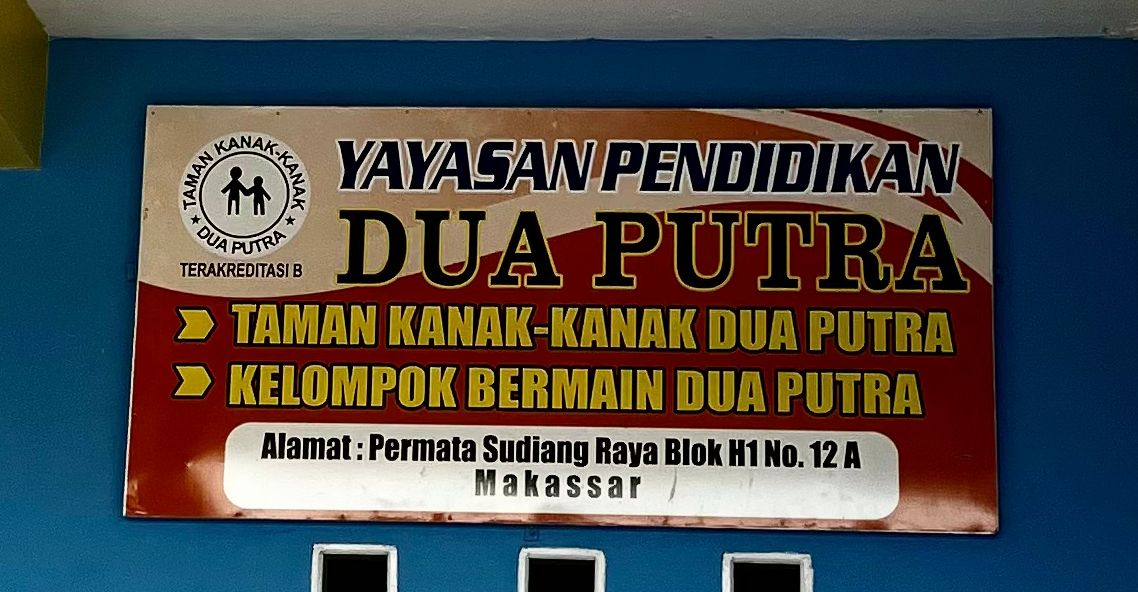 TAMAN KANAK-KANAK
DUA PUTRA
TERAKREDITASI B
YAYASAN PENDIDIKAN
DUA PUTRA
TAMAN KANAK-KANAK DUA PUTRA
KELOMPOK BERMAIN DUA PUTRA
Alamat : Permata Sudiang Raya Blok H1 No. 12 A
Makassar